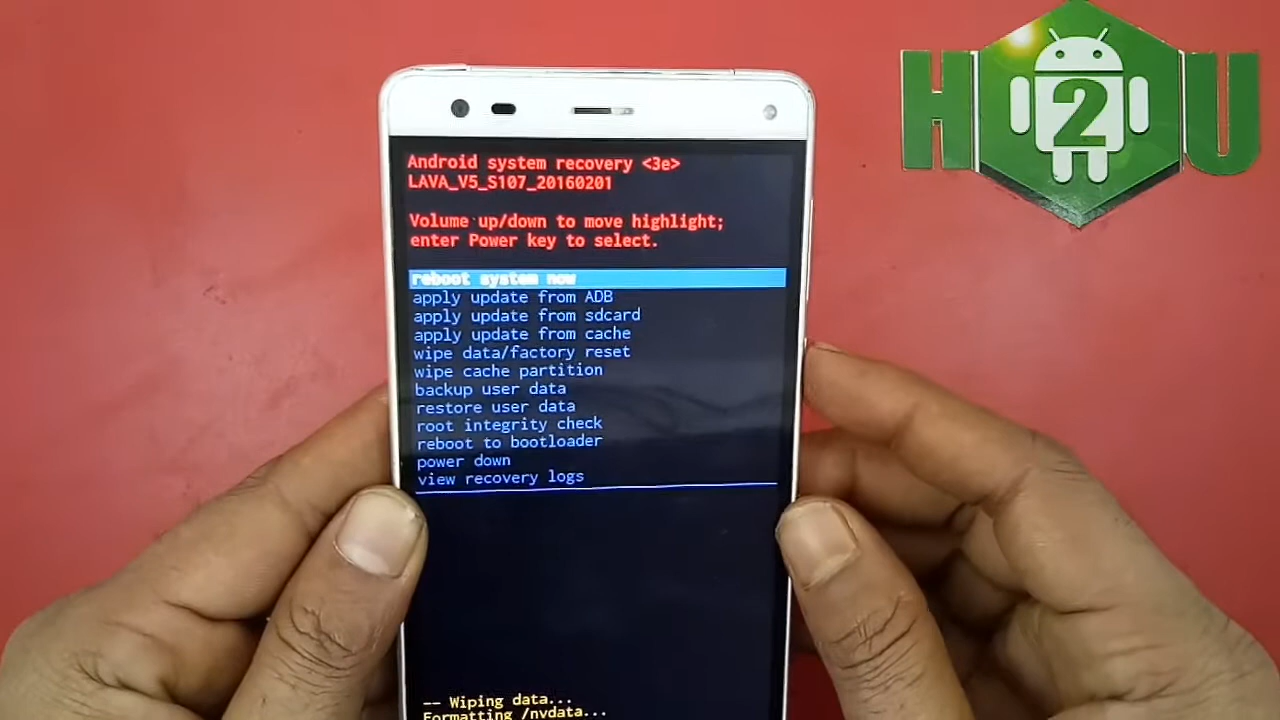 H2U
Android system recovery <3e>
LAVA_V5_S107_20160201
Volume up/down to move highlight;
enter Power key to select.
reboot system now
apply update from ADB
apply update from sdcard
apply update from cache
wipe data/factory reset
wipe cache partition
backup user data
restore user data
root integrity check
reboot to bootloader
power down
view recovery logs
-- Wiping data...
Formatting /nvdata...